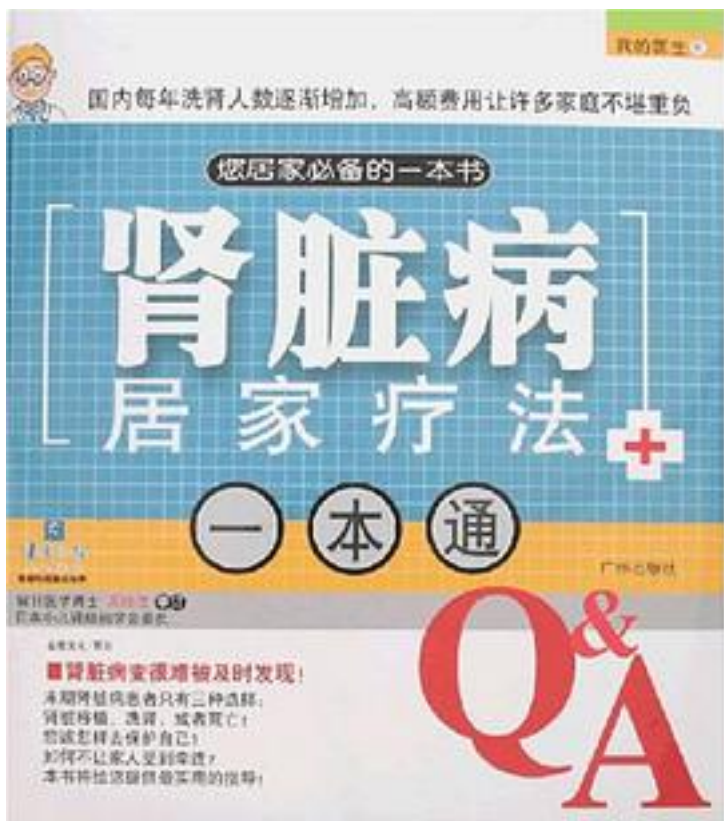 我的医生
国内每年洗肾人数逐渐增加，高额费用让许多家庭不堪重负
您居家必备的一本书
肾脏病
居家疗法
一本通
广州出版社
留日医学博士
Q&A
■肾脏病变很难被及时发现！
末期肾脏病患者只有三种选择：
肾脏移植、洗肾、或者死亡！
您该怎样去保护自己！
如何不让家人受到牵连？
本书将给您提供最实用的指导！